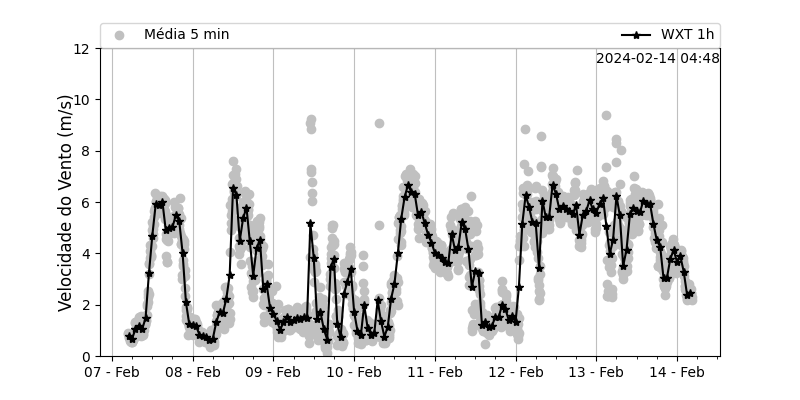 Média 5 min
WXT 1h
2024-02-14 04:48
Velocidade do Vento (m/s)
12
10
8
6
4
2
0
07 - Feb
08 - Feb
09 - Feb
10 - Feb
11 - Feb
12 - Feb
13 - Feb
14 - Feb